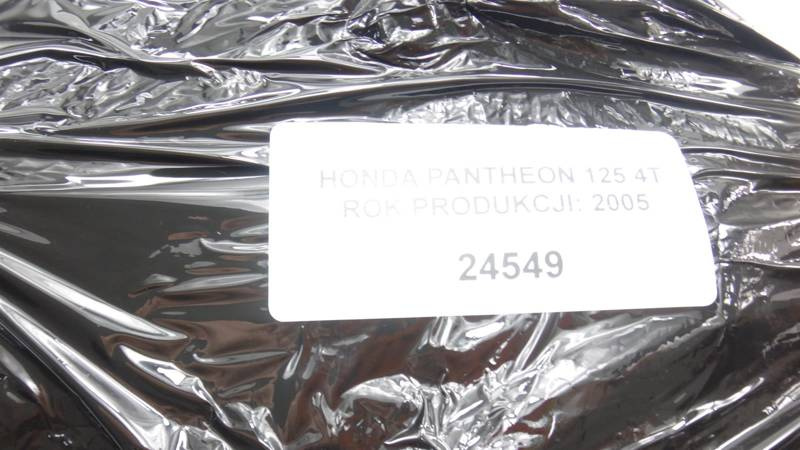 HONDA PANTHEON 125 4T
ROK PRODUKCJI: 2005
24549